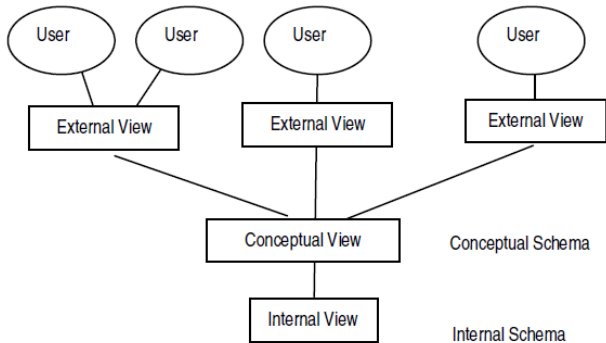 User
User
User
User
External View
External View
External View
Conceptual View
Conceptual Schema
Internal View
Internal Schema